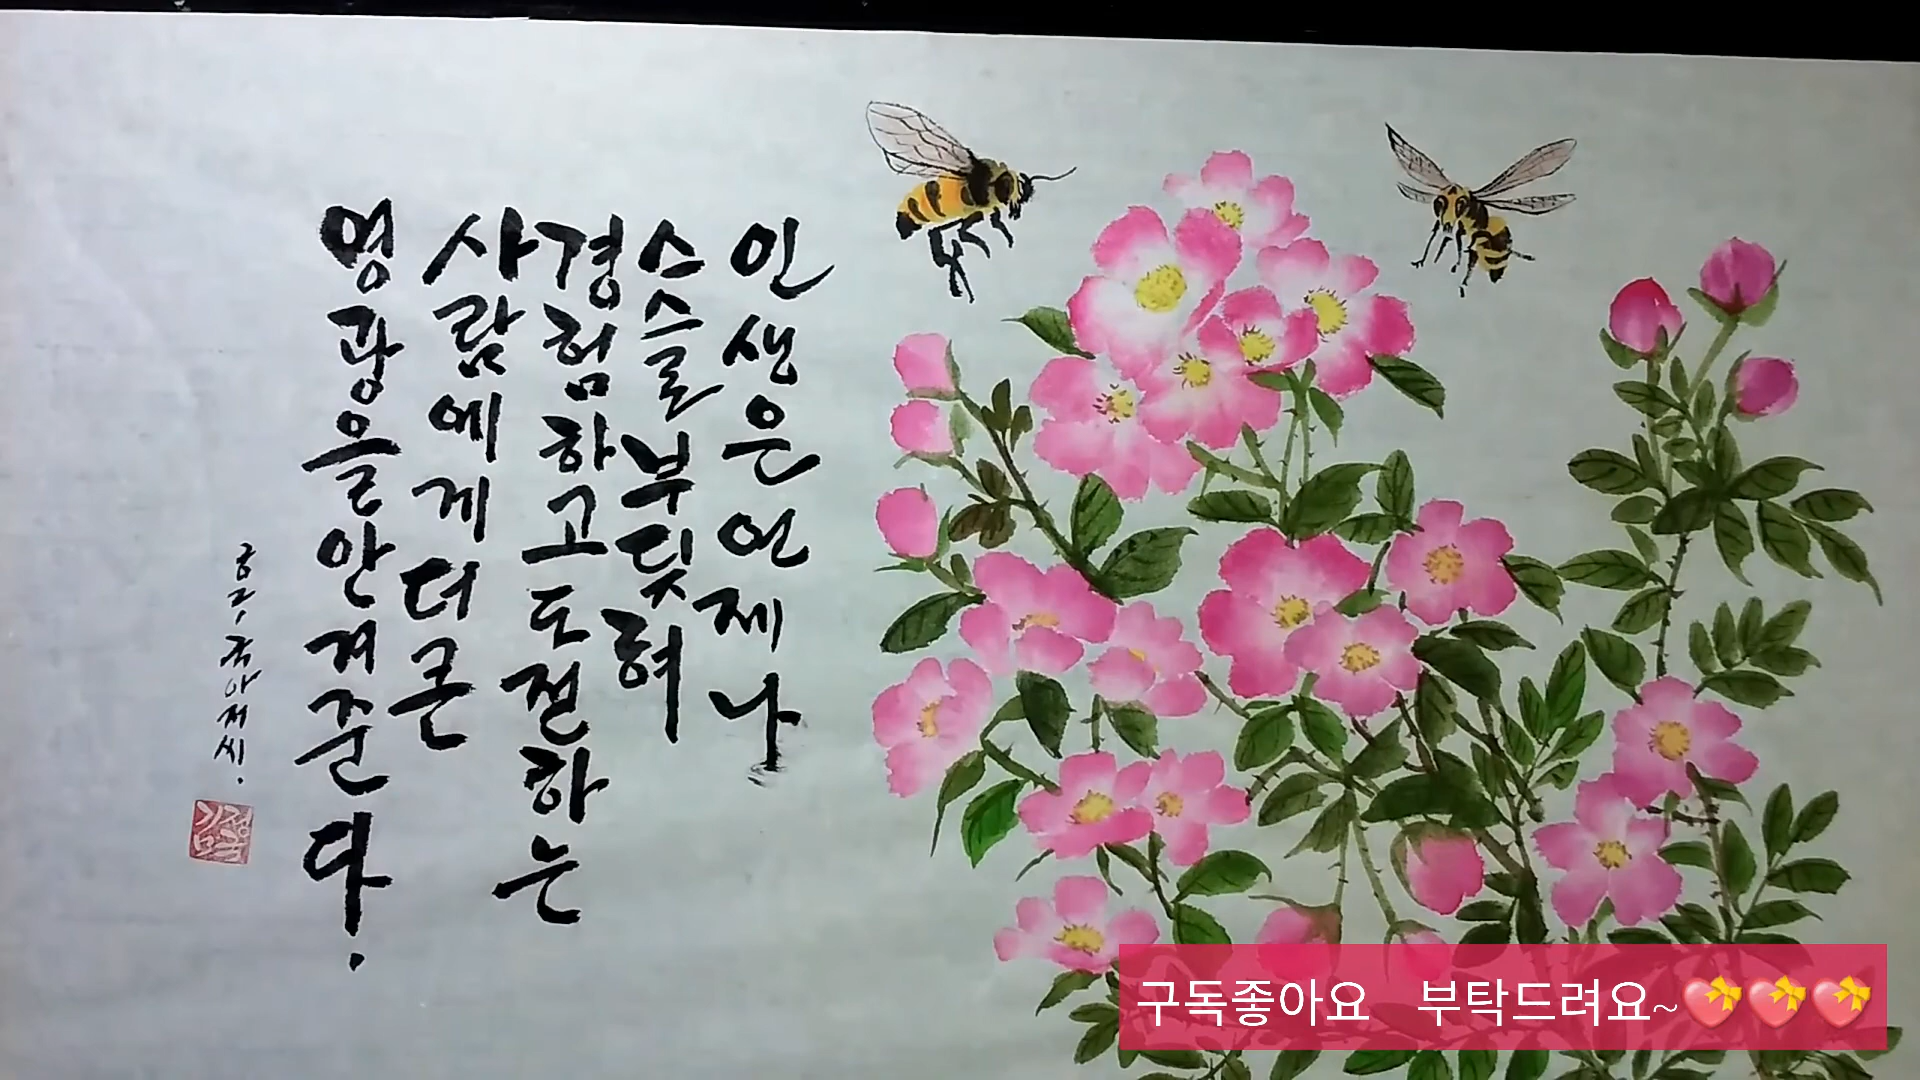 인생은 언제나
스스로 부딪혀
경험하고 도전하는
사람에게 더 큰
영광을 안겨준다.
구독좋아요 부탁드려요~💝💝💝